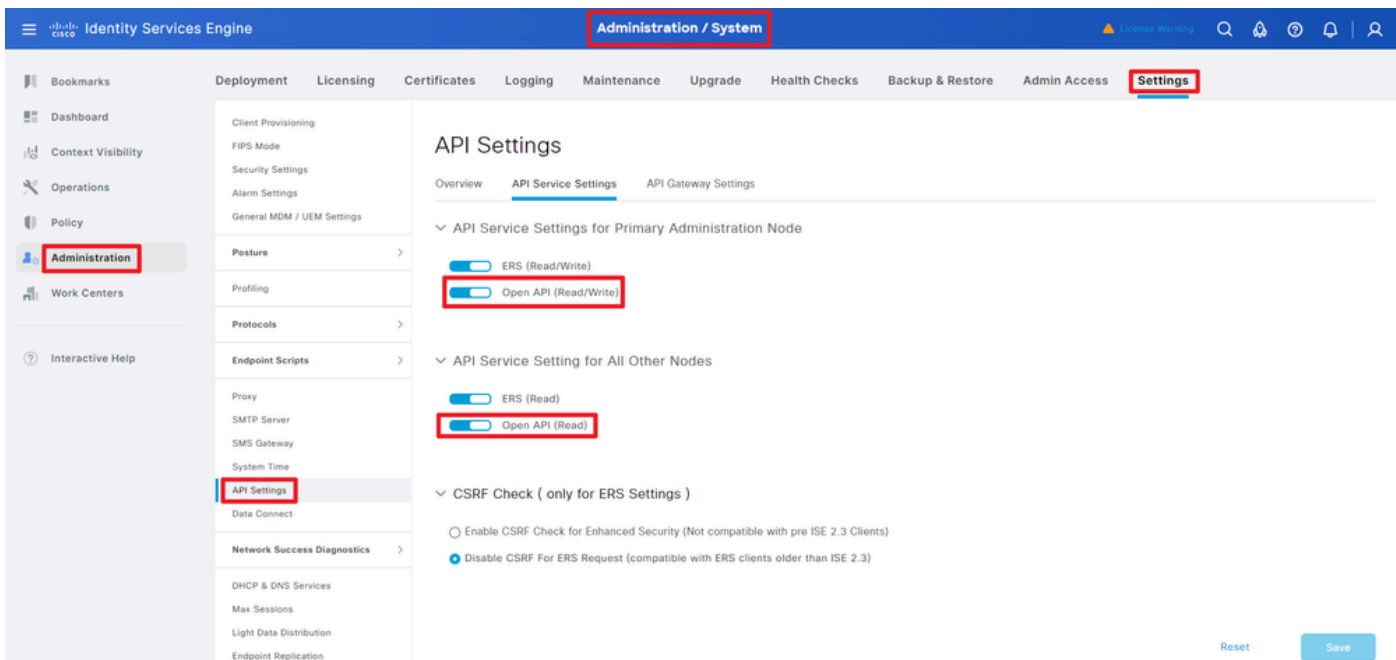 cisco Identity Services Engine
Administration / System
License Warning
Bookmarks
Dashboard
Context Visibility
Operations
Policy
Administration
Work Centers
Interactive Help
Deployment Licensing Certificates Logging Maintenance Upgrade Health Checks Backup & Restore Admin Access Settings
Client Provisioning
FIPS Mode
Security Settings
Alarm Settings
General MDM / UEM Settings
Posture
Profiling
Protocols
Endpoint Scripts
Proxy
SMTP Server
SMS Gateway
System Time
API Settings
Data Connect
Network Success Diagnostics
DHCP & DNS Services
Max Sessions
Light Data Distribution
Endpoint Replication
API Settings
Overview API Service Settings API Gateway Settings
API Service Settings for Primary Administration Node
ERS (Read/Write)
Open API (Read/Write)
API Service Setting for All Other Nodes
ERS (Read)
Open API (Read)
CSRF Check ( only for ERS Settings )
Enable CSRF Check for Enhanced Security (Not compatible with pre ISE 2.3 Clients)
Disable CSRF For ERS Request (compatible with ERS clients older than ISE 2.3)
Reset Save